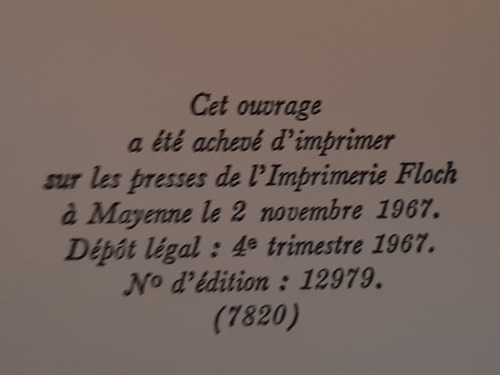 Cet ouvrage
a été achevé d'imprimer
sur les presses de l'Imprimerie Floch
à Mayenne le 2 novembre 1967.
Dépôt légal : 4e trimestre 1967.
No d'édition : 12979.
(7820)